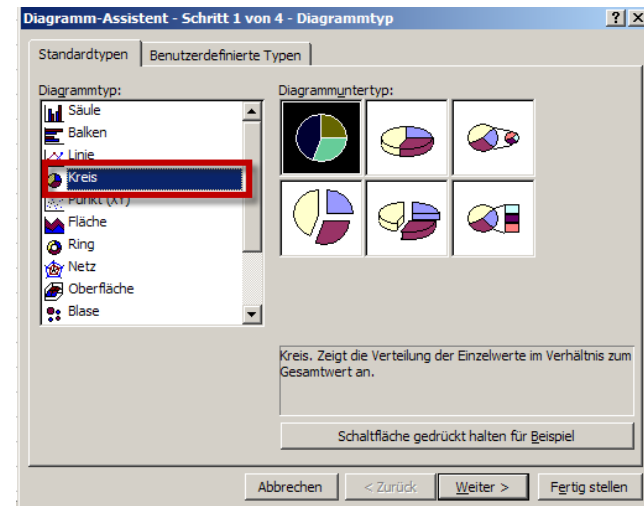 Diagramm-Assistent - Schritt 1 von 4 - Diagrammtyp
Standardtypen
Benutzerdefinierte Typen
Diagrammtyp:
Säule
Balken
Linie
Kreis
Punkt (XY)
Fläche
Ring
Netz
Oberfläche
Blase
Diagrammuntertyp:
Kreis. Zeigt die Verteilung der Einzelwerte im Verhältnis zum
Gesamtwert an.
Schaltfläche gedrückt halten für Beispiel
Abbrechen
< Zurück
Weiter >
Fertig stellen